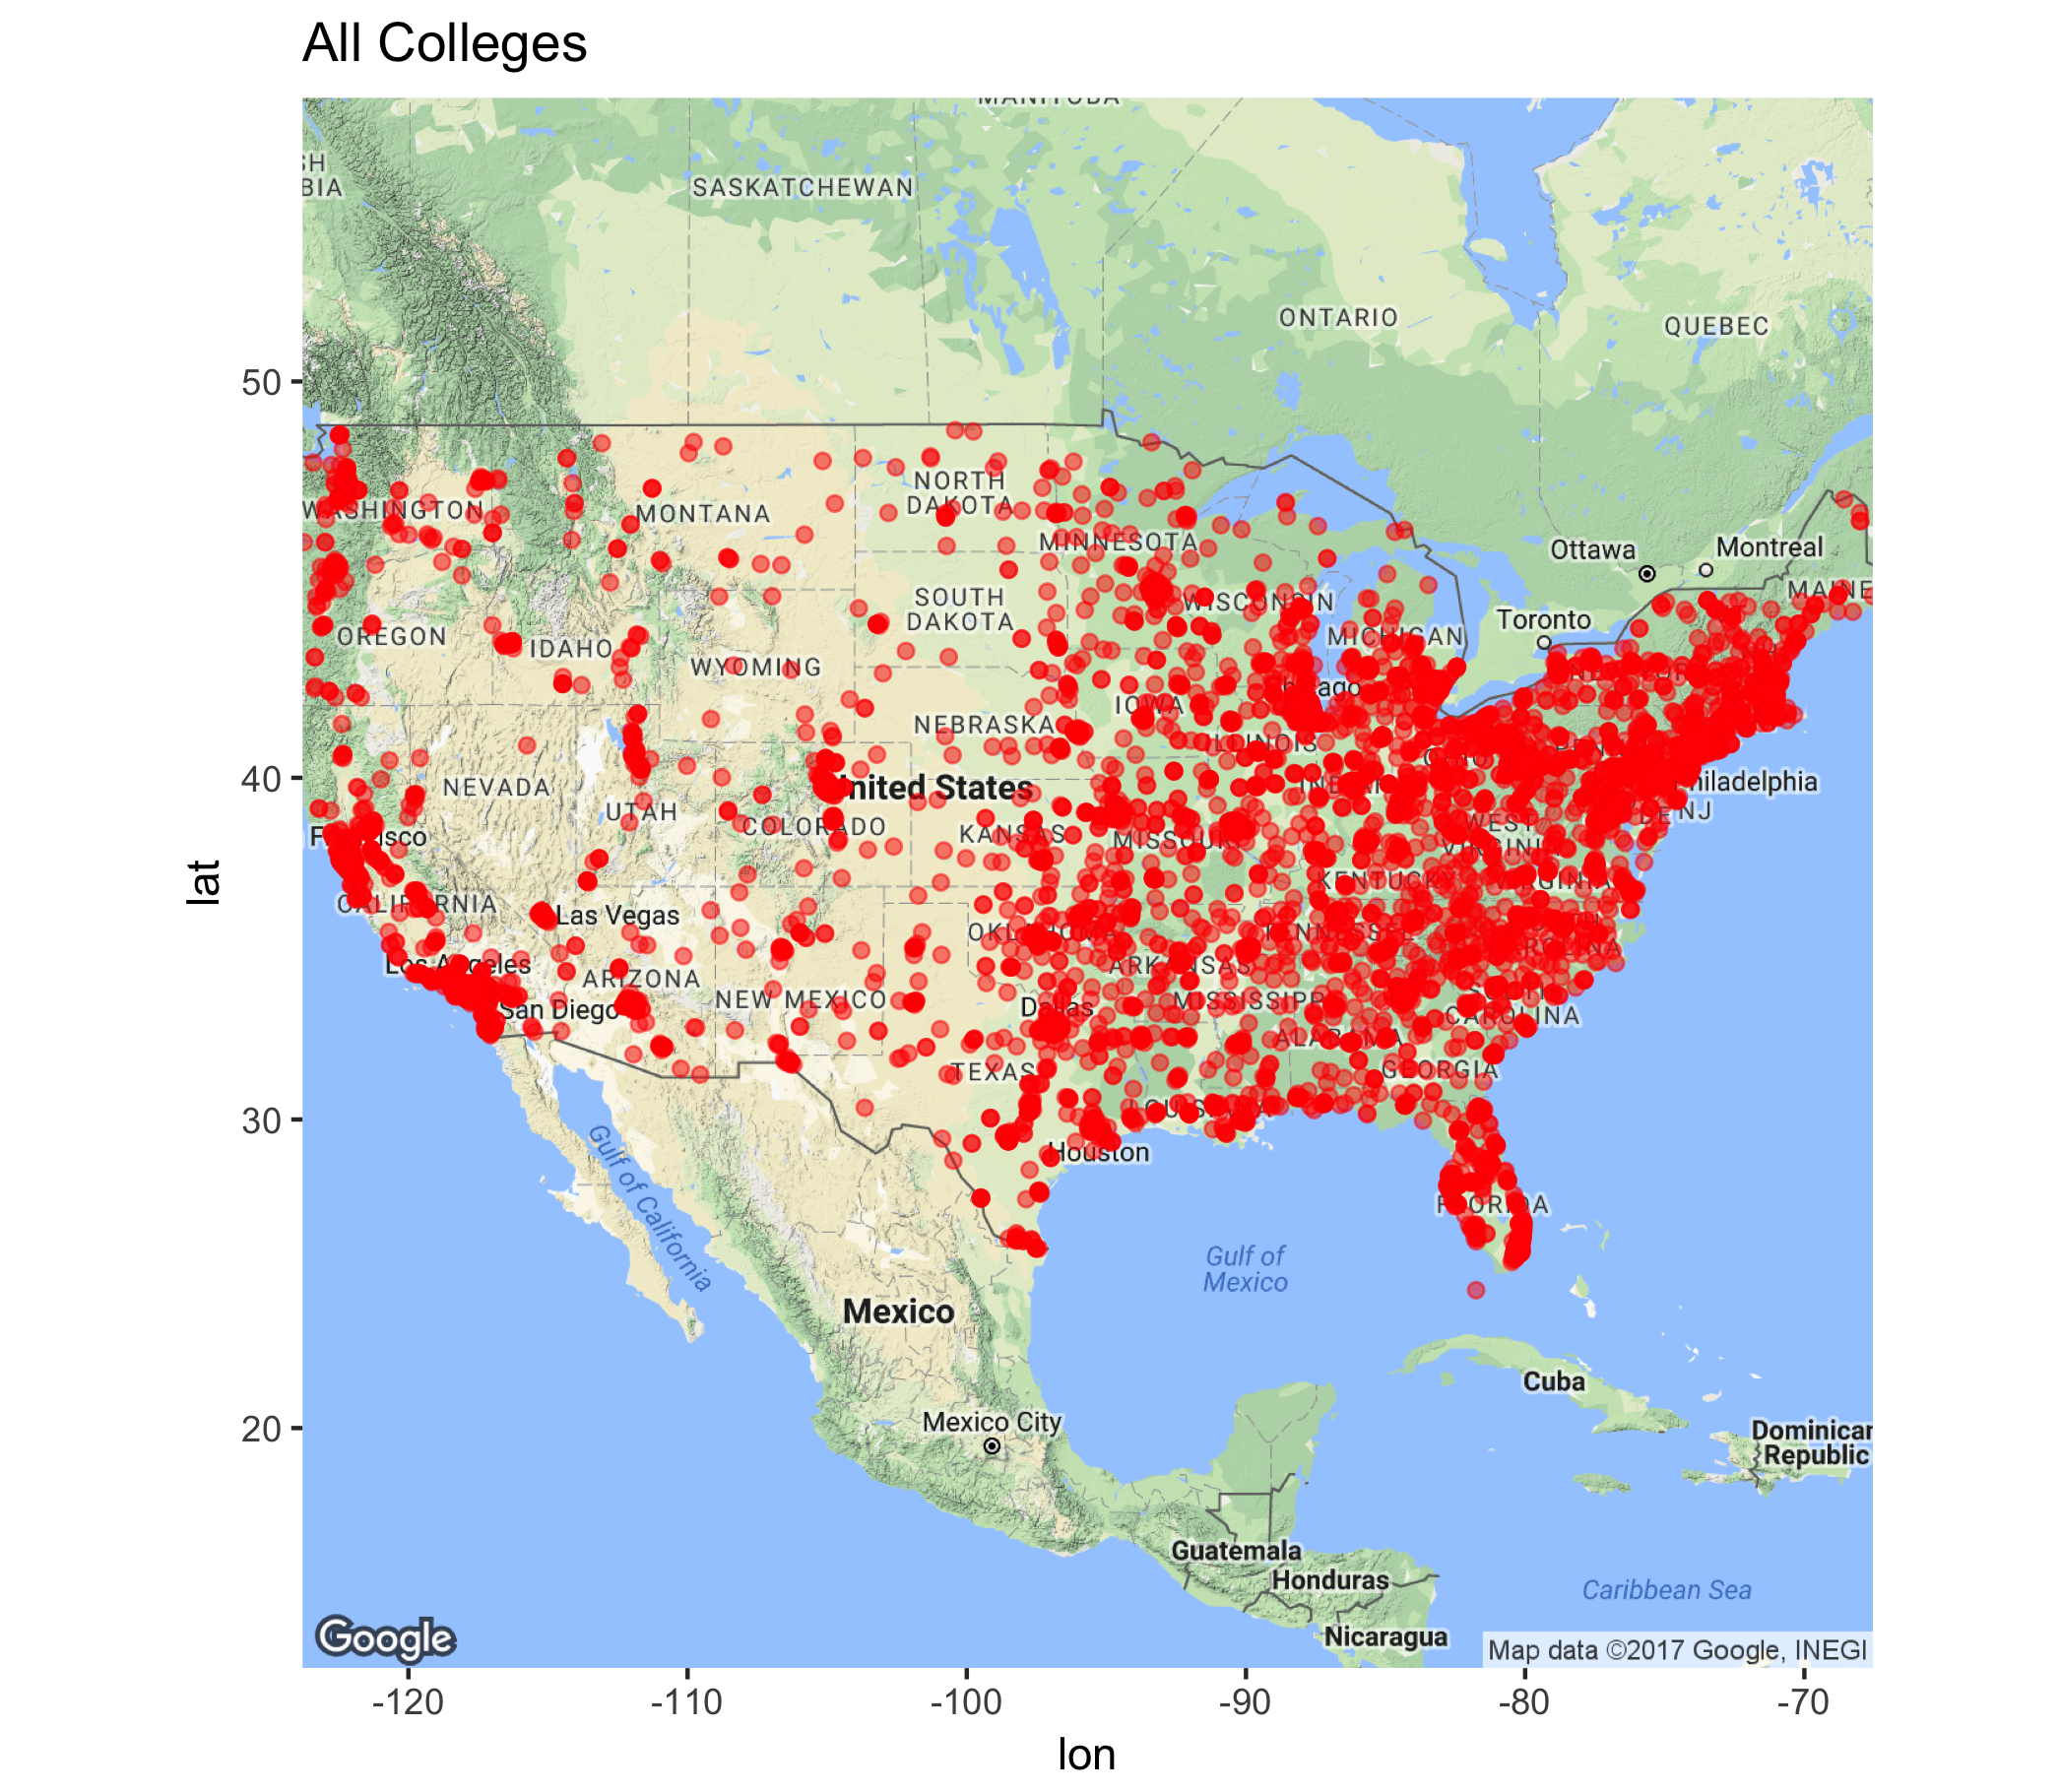 All Colleges
MANITOBA
SH
BIA
SASKATCHEWAN
ONTARIO
QUEBEC
50
NORTH
DAKOTA
WASHINGTON
MONTANA
MINNESOTA
Ottawa
Montreal
MAINE
SOUTH
DAKOTA
WISCONSIN
Toronto
OREGON
IDAHO
MICHIGAN
WYOMING
IOWA
NEBRASKA
ILLINOIS
40
NEVADA
United States
Philadelphia
UTAH
NJ
COLORADO
KANSAS
MISSOURI
WEST
VIRGINIA
KENTUCKY
VIRGINIA
CALIFORNIA
Las Vegas
OKLAHOMA
TENNESSEE
CAROLINA
Los Angeles
ARIZONA
ARKANSAS
NEW MEXICO
San Diego
Dallas
MISSISSIPPI
SOUTH
CAROLINA
ALABAMA
TEXAS
GEORGIA
30
LOUISIANA
Houston
Gulf of California
FLORIDA
Gulf of
Mexico
Mexico
Cuba
20
Mexico City
Dominican
Republic
Guatemala
Honduras
Caribbean Sea
Nicaragua
Google
Map data ©2017 Google, INEGI
-120
-110
-100
-90
-80
-70
lon
lat